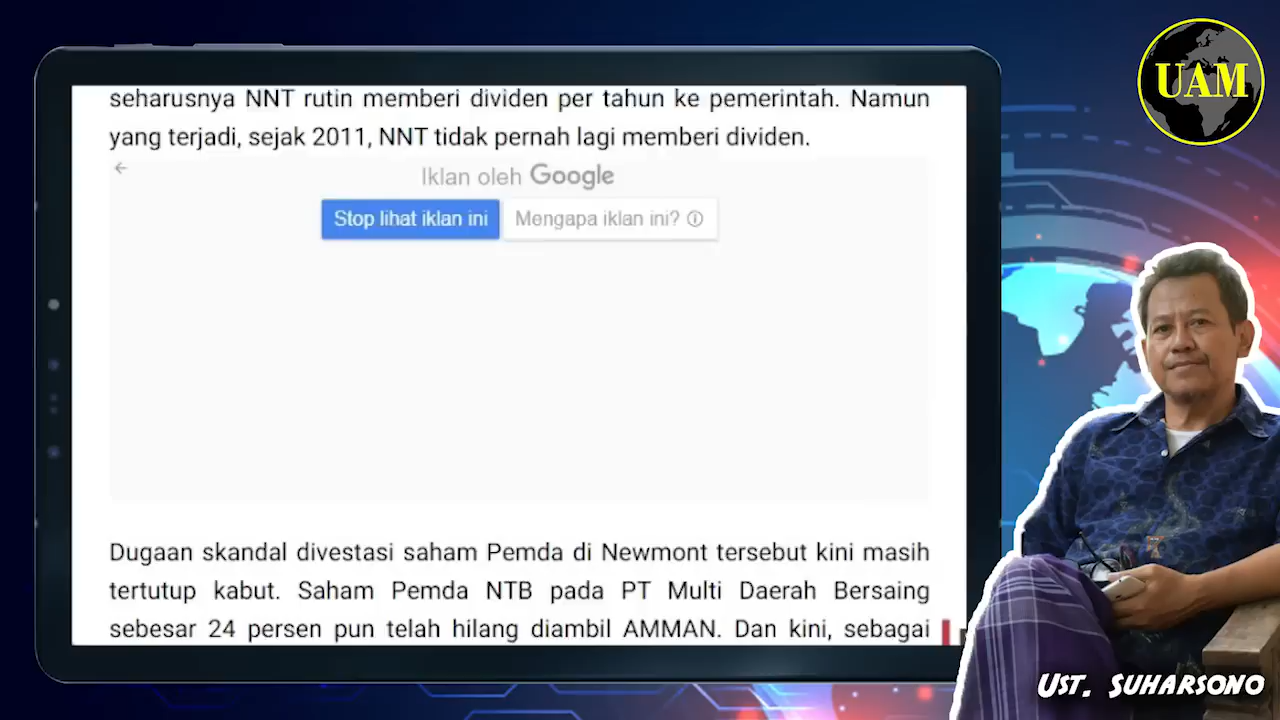 UAM
seharusnya NNT rutin memberi dividen per tahun ke pemerintah. Namun
yang terjadi, sejak 2011, NNT tidak pernah lagi memberi dividen.
Iklan oleh Google
Stop lihat iklan ini
Mengapa iklan ini?
Dugaan skandal divestasi saham Pemda di Newmont tersebut kini masih
tertutup kabut. Saham Pemda NTB pada PT Multi Daerah Bersaing
sebesar 24 persen pun telah hilang diambil AMMAN. Dan kini, sebagai
UST. SUHARSONO